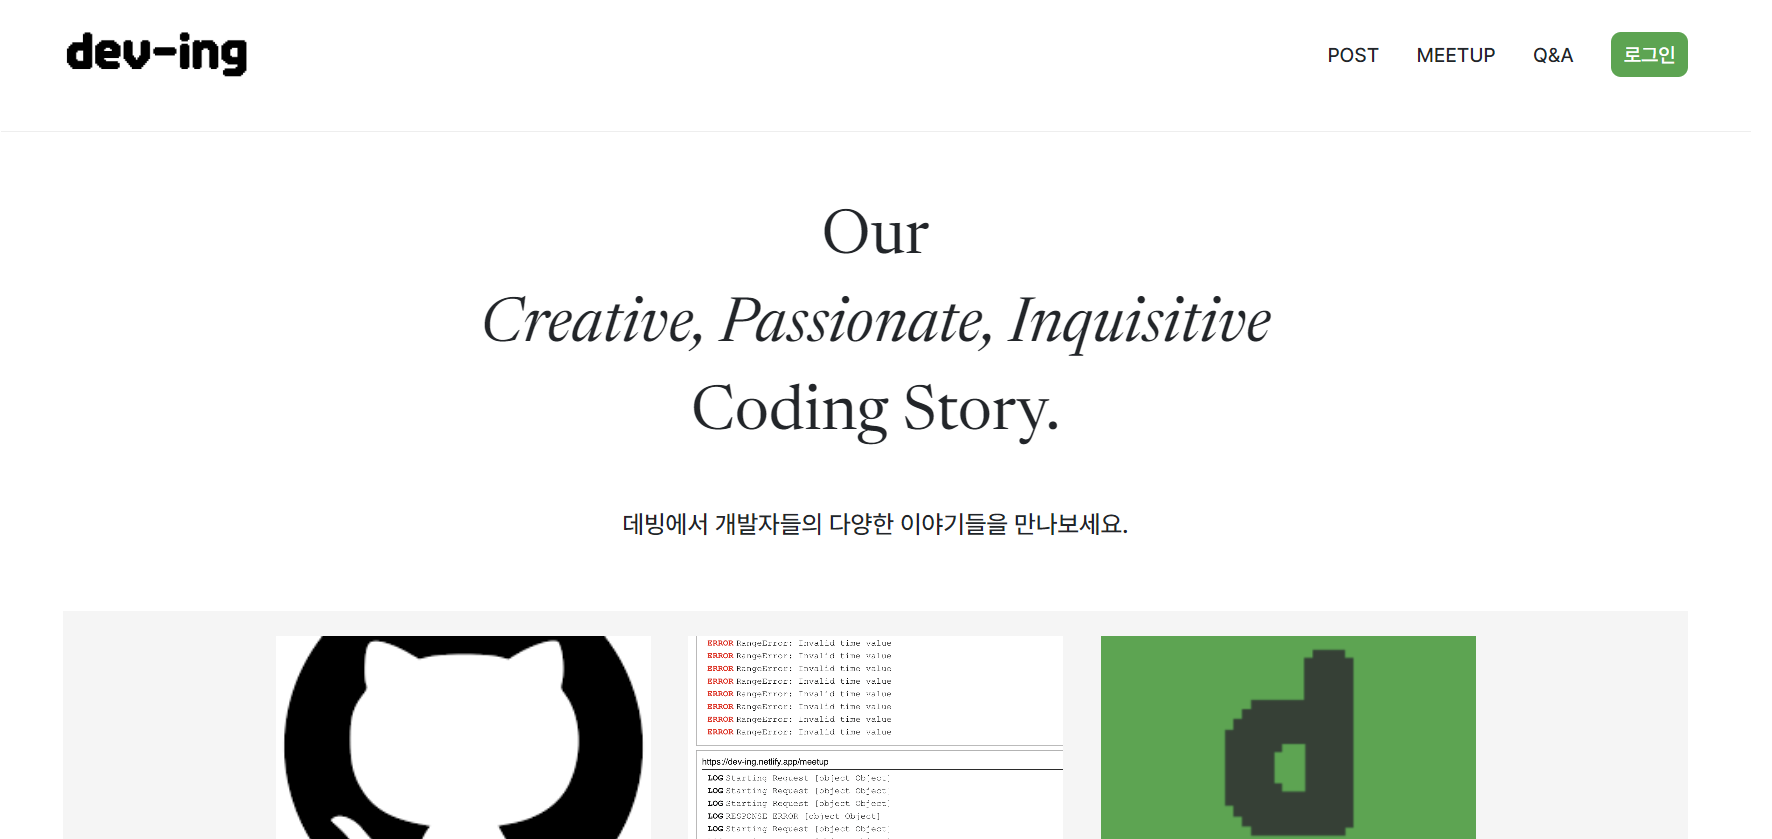 dev-ing
POST MEETUP Q&A 로그인
Our
Creative, Passionate, Inquisitive
Coding Story.
데빙에서 개발자들의 다양한 이야기들을 만나보세요.
ERROR RangeError: Invalid time value
ERROR RangeError: Invalid time value
ERROR RangeError: Invalid time value
ERROR RangeError: Invalid time value
ERROR RangeError: Invalid time value
ERROR RangeError: Invalid time value
ERROR RangeError: Invalid time value
ERROR RangeError: Invalid time value
https://dev-ing.netlify.app/meetup
LOG Starting Request [object Object]
LOG Starting Request [object Object]
LOG Starting Request [object Object]
LOG RESPONSE ERROR [object Object]
LOG Starting Request [object Object]
d